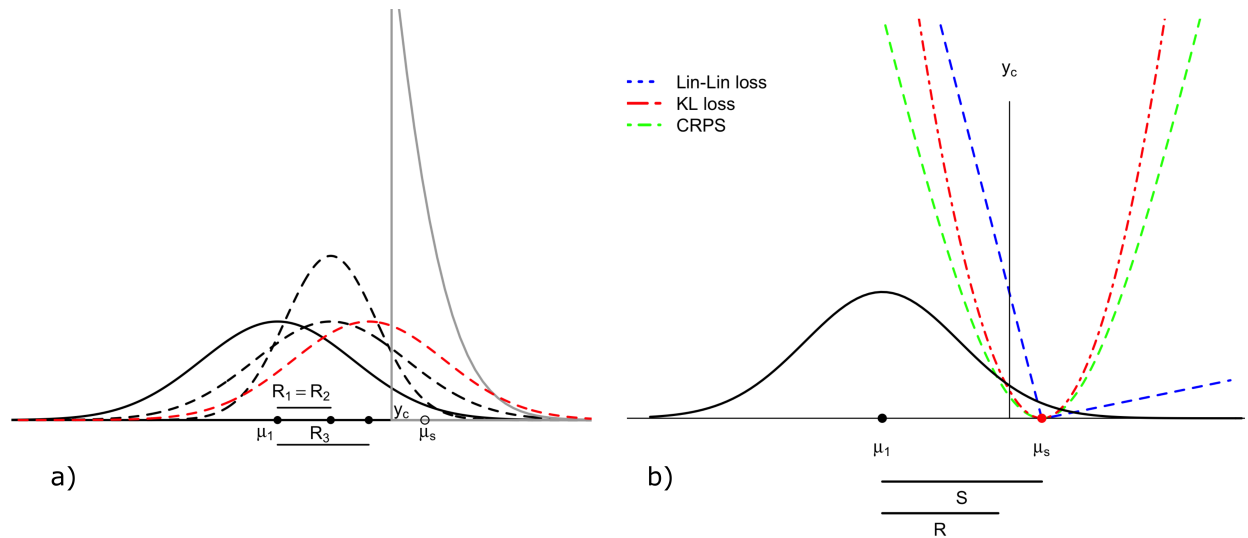 R₁ = R₂
y_c
μ₁
R₃
μ_s
a)
Lin-Lin loss
KL loss
CRPS
y_c
μ₁
μ_s
S
R
b)